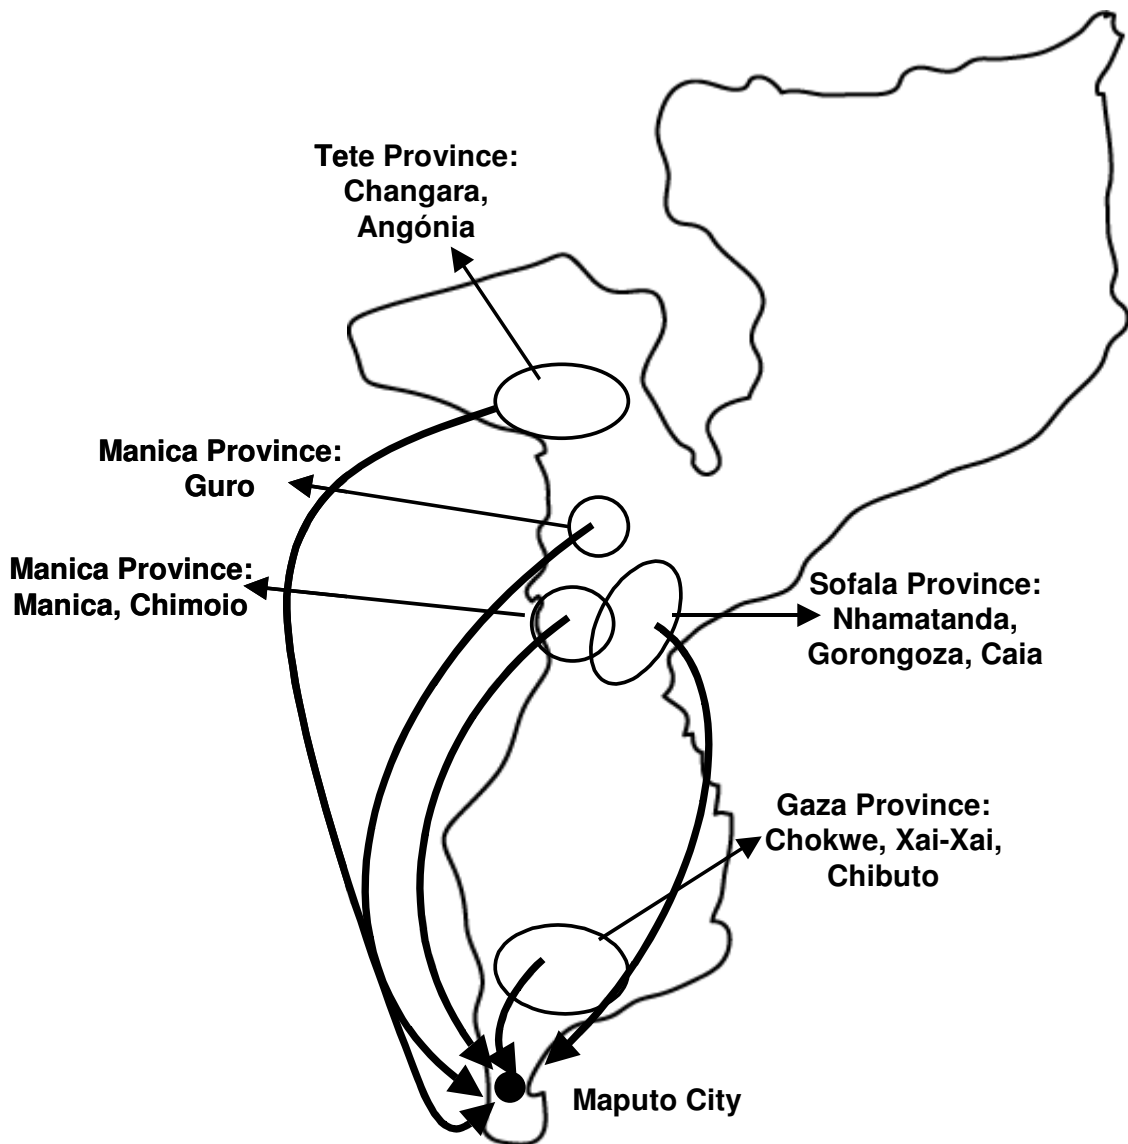 Tete Province:
Changara,
Angónia
Manica Province:
Guro
Manica Province:
Manica, Chimoio
Sofala Province:
Nhamatanda,
Gorongoza, Caia
Gaza Province:
Chokwe, Xai-Xai,
Chibuto
Maputo City